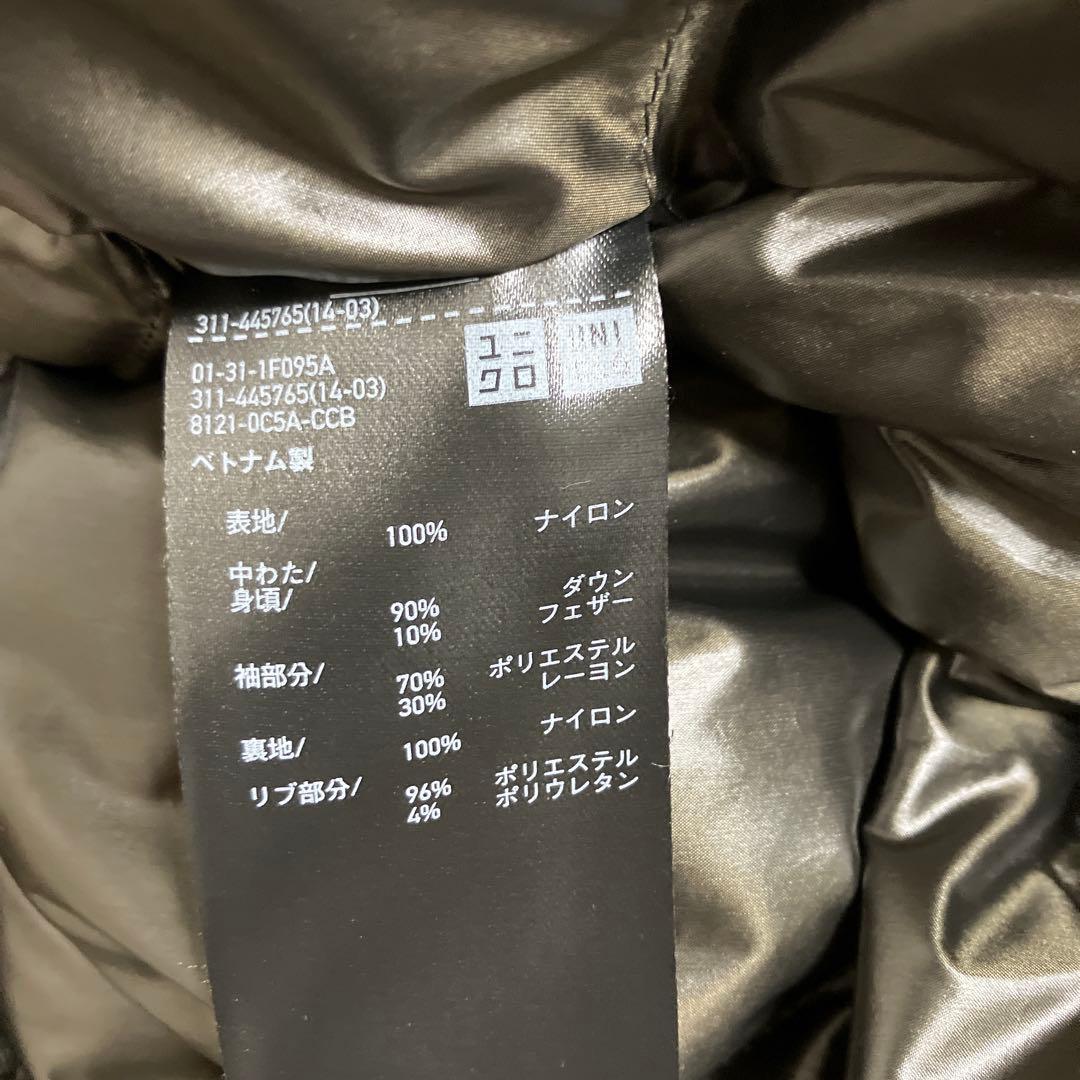 311-445765(14-03)
ユニ
クロ
UNI
01-31-1F095A
311-445765(14-03)
8121-0C5A-CCB
ベトナム製
表地/ 100% ナイロン
中わた/
身頃/ 90% ダウン
10% フェザー
袖部分/ 70% ポリエステル
30% レーヨン
裏地/ 100% ナイロン
リブ部分/ 96% ポリエステル
4% ポリウレタン